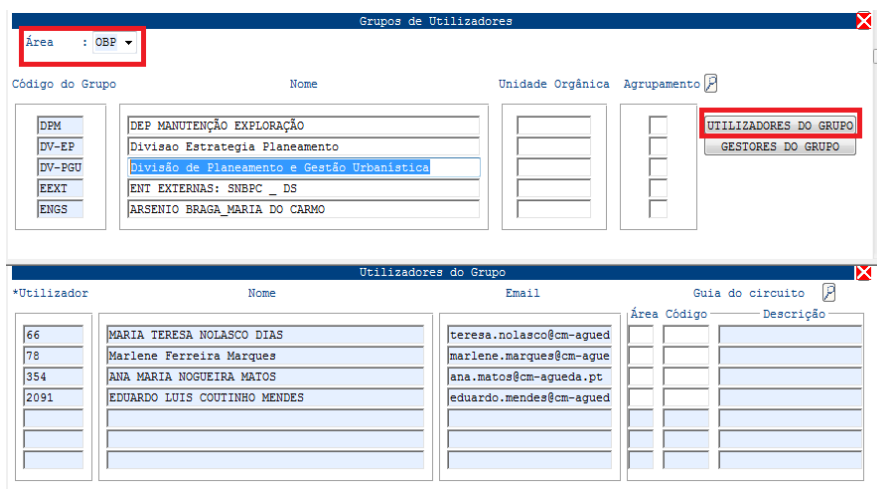 Grupos de Utilizadores
Área : OBP
Código do Grupo Nome Unidade Orgânica Agrupamento
DPM DEP MANUTENÇÃO EXPLORAÇÃO UTILIZADORES DO GRUPO
DV-EP Divisao Estrategia Planeamento GESTORES DO GRUPO
DV-PGU Divisão de Planeamento e Gestão Urbanística
EEXT ENT EXTERNAS: SNBPC _ DS
ENGS ARSENIO BRAGA_MARIA DO CARMO
Utilizadores do Grupo
*Utilizador Nome Email Guia do circuito
Área Código Descrição
66 MARIA TERESA NOLASCO DIAS teresa.nolasco@cm-agued
78 Marlene Ferreira Marques marlene.marques@cm-ague
354 ANA MARIA NOGUEIRA MATOS ana.matos@cm-agueda.pt
2091 EDUARDO LUIS COUTINHO MENDES eduardo.mendes@cm-agued